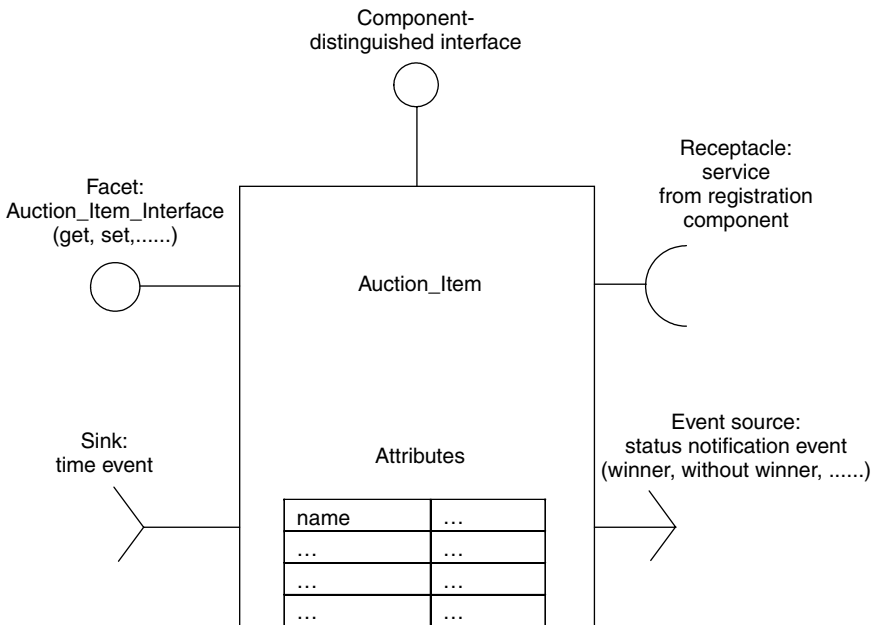 Component-
distinguished interface
Receptacle:
service
from registration
component
Facet:
Auction_Item_Interface
(get, set,......)
Auction_Item
Sink:
time event
Attributes
Event source:
status notification event
(winner, without winner, ......)
name ...
... ...
... ...
... ...